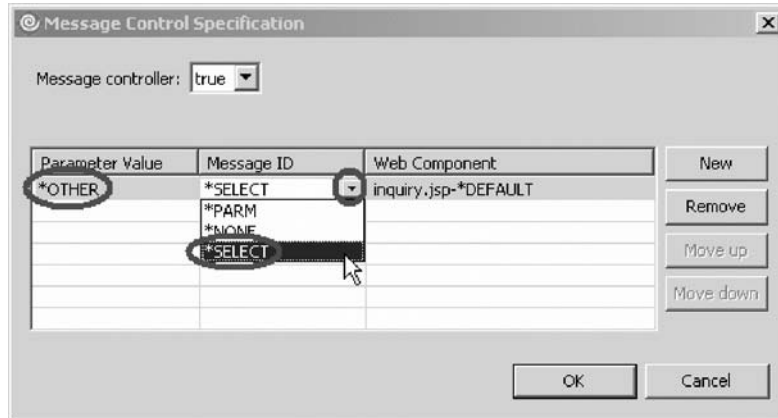 Message Control Specification
Message controller: true
Parameter Value Message ID Web Component
*OTHER *SELECT inquiry.jsp-*DEFAULT
*PARM
*NONE
*SELECT
New
Remove
Move up
Move down
OK Cancel